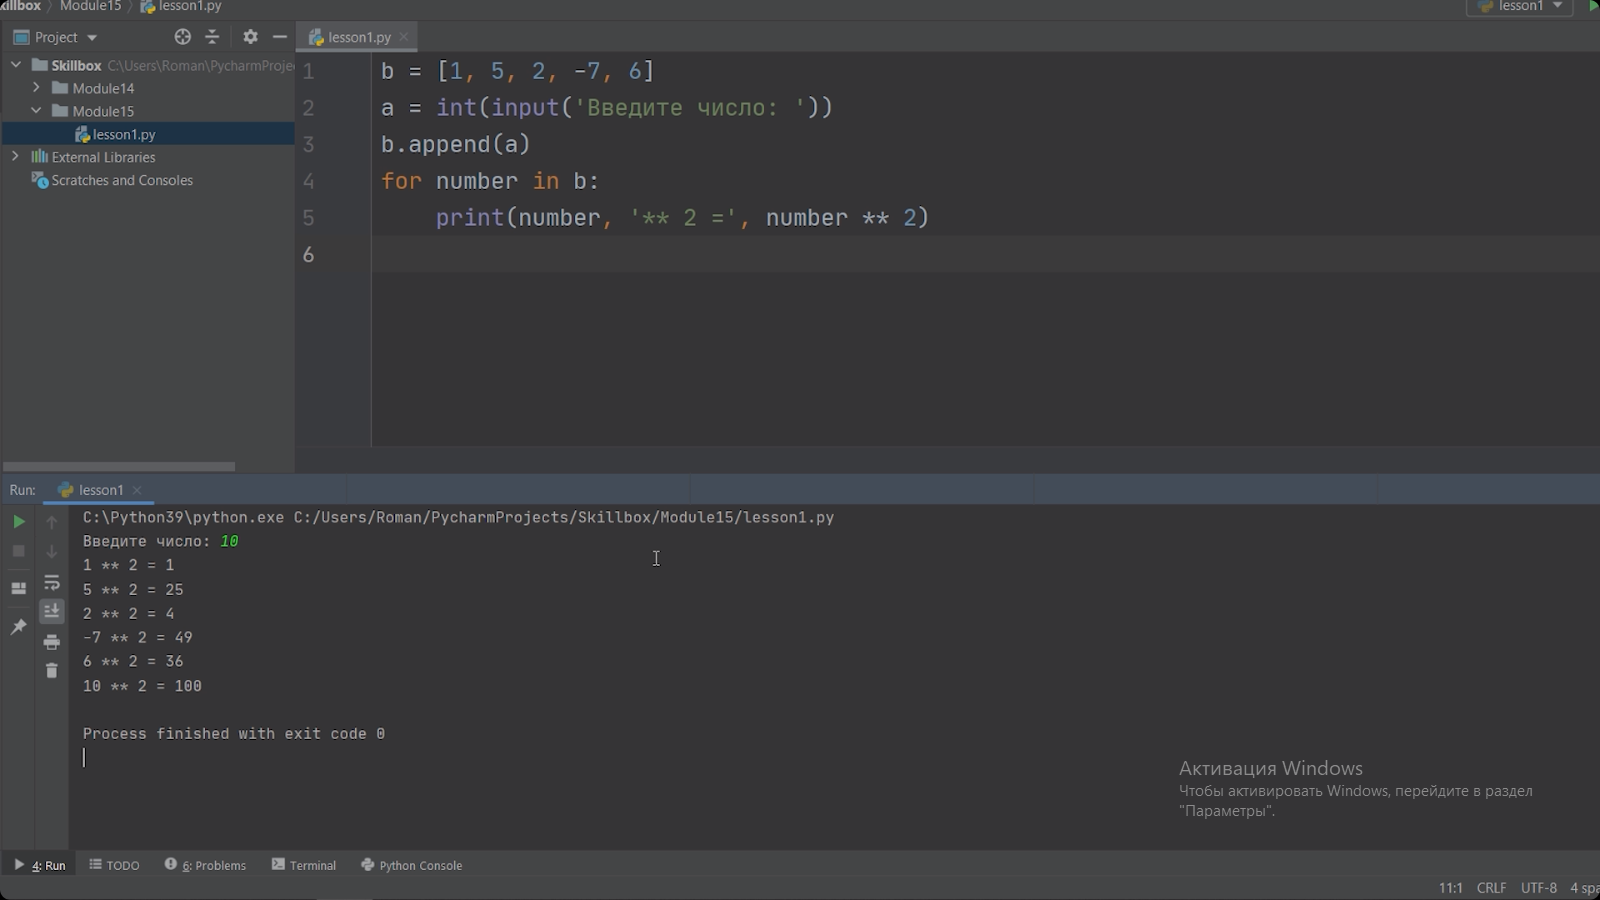 Module15 lesson1.py lesson1
Project lesson1.py
Skillbox C:\Users\Roman\PycharmProje
Module14
Module15
lesson1.py
External Libraries
Scratches and Consoles
1 b = [1, 5, 2, -7, 6]
2 a = int(input('Введите число: '))
3 b.append(a)
4 for number in b:
5 print(number, '** 2 =', number ** 2)
6
Run: lesson1
C:\Python39\python.exe C:/Users/Roman/PycharmProjects/Skillbox/Module15/lesson1.py
Введите число: 10
1 ** 2 = 1
5 ** 2 = 25
2 ** 2 = 4
-7 ** 2 = 49
6 ** 2 = 36
10 ** 2 = 100
Process finished with exit code 0
Активация Windows
Чтобы активировать Windows, перейдите в раздел
"Параметры".
4: Run TODO 6: Problems Terminal Python Console
11:1 CRLF UTF-8 4 spa